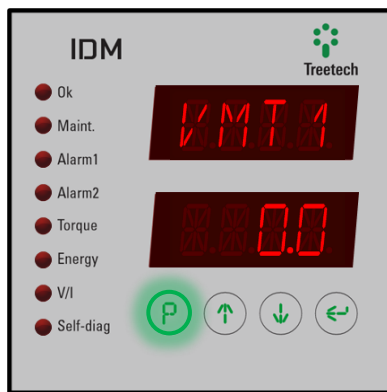 IDM
Treetech
Ok
Maint.
Alarm1
Alarm2
Torque
Energy
V/I
Self-diag
VMT1
0.0
P